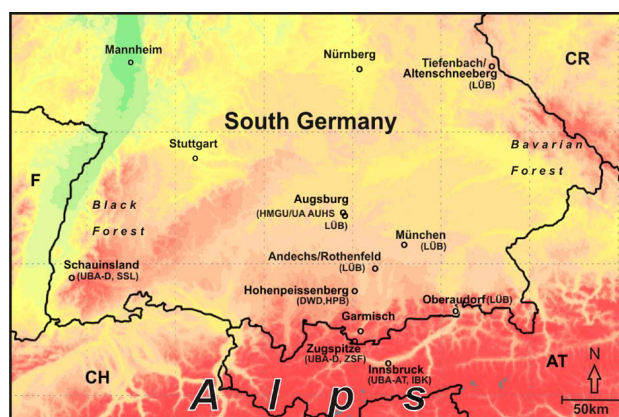 Mannheim
Nürnberg
Tiefenbach/
Altenschneeberg
(LÜB)
CR
South Germany
Stuttgart
Bavarian
Forest
F
Black
Forest
Augsburg
(HMGU/UA AUHS
LÜB)
München
(LÜB)
Andechs/Rothenfeld
(LÜB)
Schauinsland
(UBA-D, SSL)
Hohenpeissenberg
(DWD,HPB)
Oberaudorf(LÜB)
Garmisch
Zugspitze
(UBA-D, ZSF)
Innsbruck
(UBA-AT, IBK)
AT
N
CH
Alps
50km